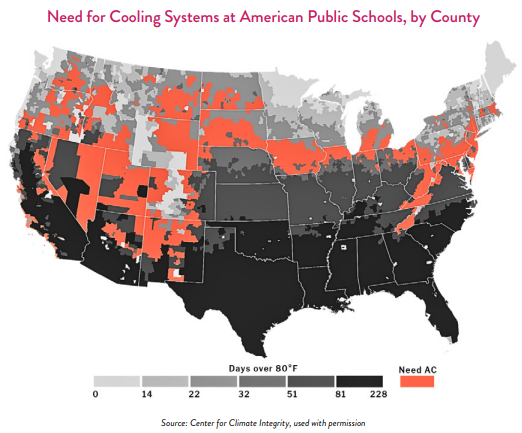 Need for Cooling Systems at American Public Schools, by County
Days over 80°F
Need AC
0 14 22 32 51 81 228
Source: Center for Climate Integrity, used with permission